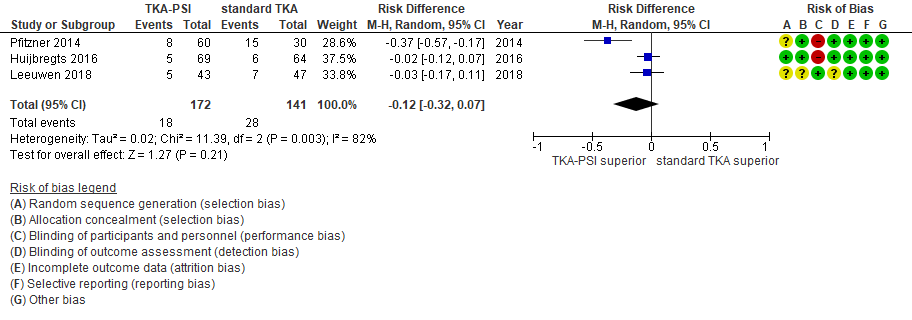 TKA-PSI standard TKA Risk Difference Risk Difference Risk of Bias
Study or Subgroup Events Total Events Total Weight M-H, Random, 95% CI Year M-H, Random, 95% CI A B C D E F G
Pfitzner 2014 8 60 15 30 28.6% -0.37 [-0.57, -0.17] 2014 ? + + + + +
Huijbregts 2016 5 69 6 64 37.5% -0.02 [-0.12, 0.07] 2016 + + + + + +
Leeuwen 2018 5 43 7 47 33.8% -0.03 [-0.17, 0.11] 2018 ? ? ? + + +
Total (95% CI) 172 141 100.0% -0.12 [-0.32, 0.07]
Total events 18 28
Heterogeneity: Tau² = 0.02; Chi² = 11.39, df = 2 (P = 0.003); I² = 82%
Test for overall effect: Z = 1.27 (P = 0.21)
-1 -0.5 0 0.5 1
TKA-PSI superior standard TKA superior
Risk of bias legend
(A) Random sequence generation (selection bias)
(B) Allocation concealment (selection bias)
(C) Blinding of participants and personnel (performance bias)
(D) Blinding of outcome assessment (detection bias)
(E) Incomplete outcome data (attrition bias)
(F) Selective reporting (reporting bias)
(G) Other bias